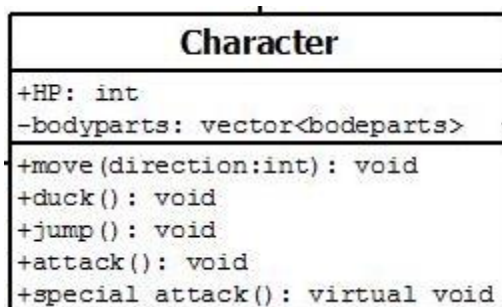 Character
+HP: int
-bodyparts: vector<bodeparts>
+move(direction:int): void
+duck(): void
+jump(): void
+attack(): void
+special attack(): virtual void